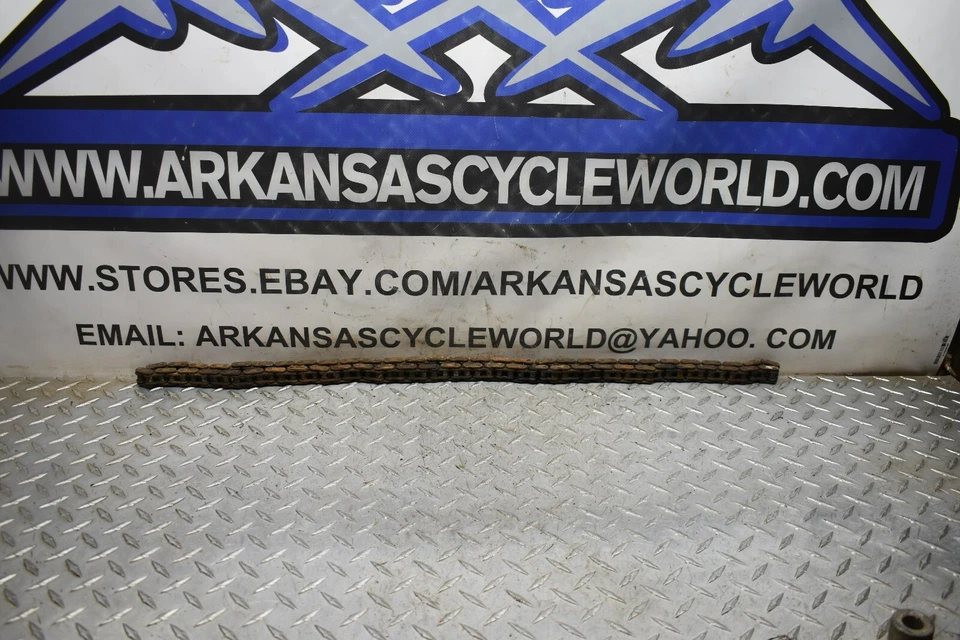 WWW.ARKANSASCYCLEWORLD.COM
WWW.STORES.EBAY.COM/ARKANSASCYCLEWORLD
EMAIL: ARKANSASCYCLEWORLD@YAHOO. COM